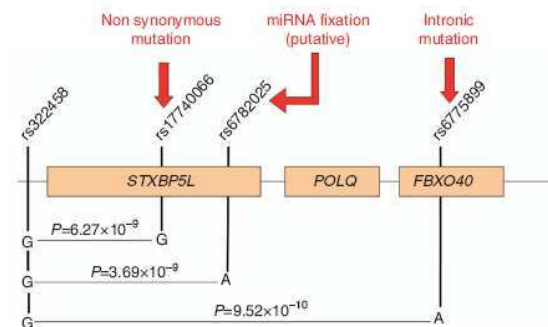 Non synonymous
mutation
miRNA fixation
(putative)
Intronic
mutation
rs322458
rs17740066
rs6782025
rs6775899
STXBP5L
POLQ
FBXO40
P=6.27×10⁻⁹
G
G
P=3.69×10⁻⁹
G
A
P=9.52×10⁻¹⁰
G
A